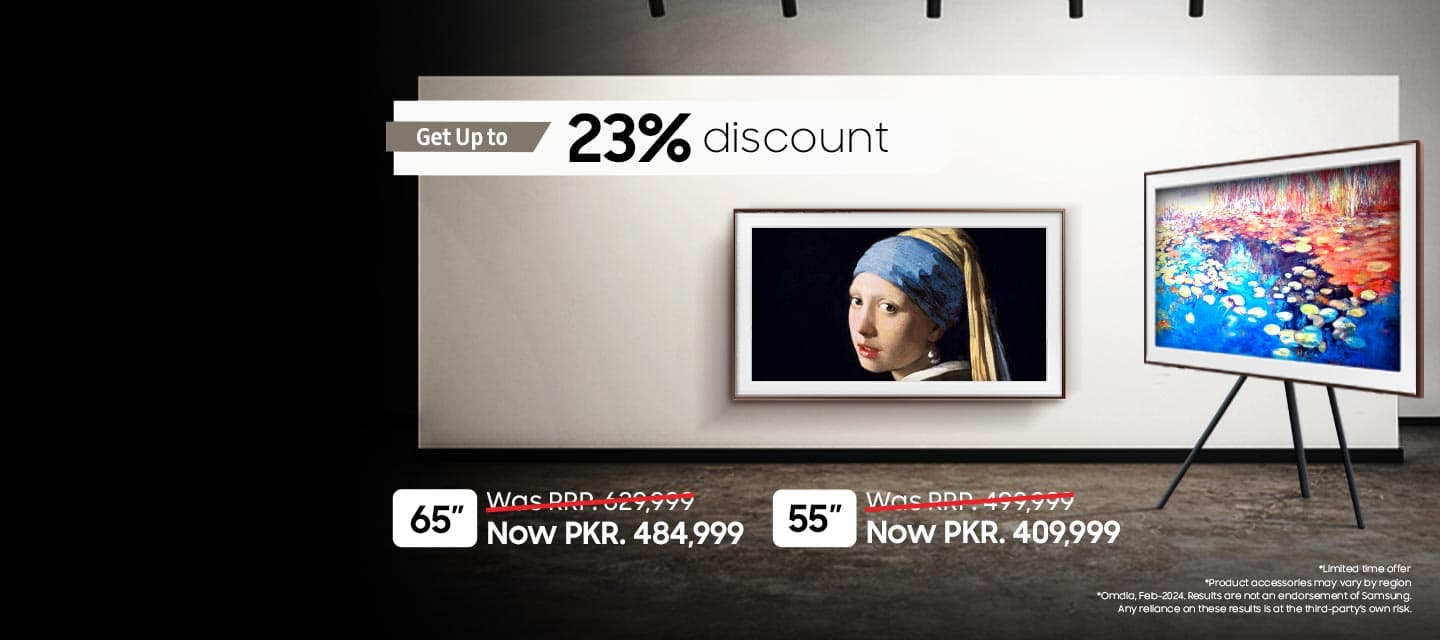 Get Up to 23% discount
65” Was RRP. 629,999
Now PKR. 484,999
55” Was RRP. 499,999
Now PKR. 409,999
*Limited time offer
*Product accessories may vary by region
*Omdia, Feb-2024. Results are not an endorsement of Samsung.
Any reliance on these results is at the third-party's own risk.